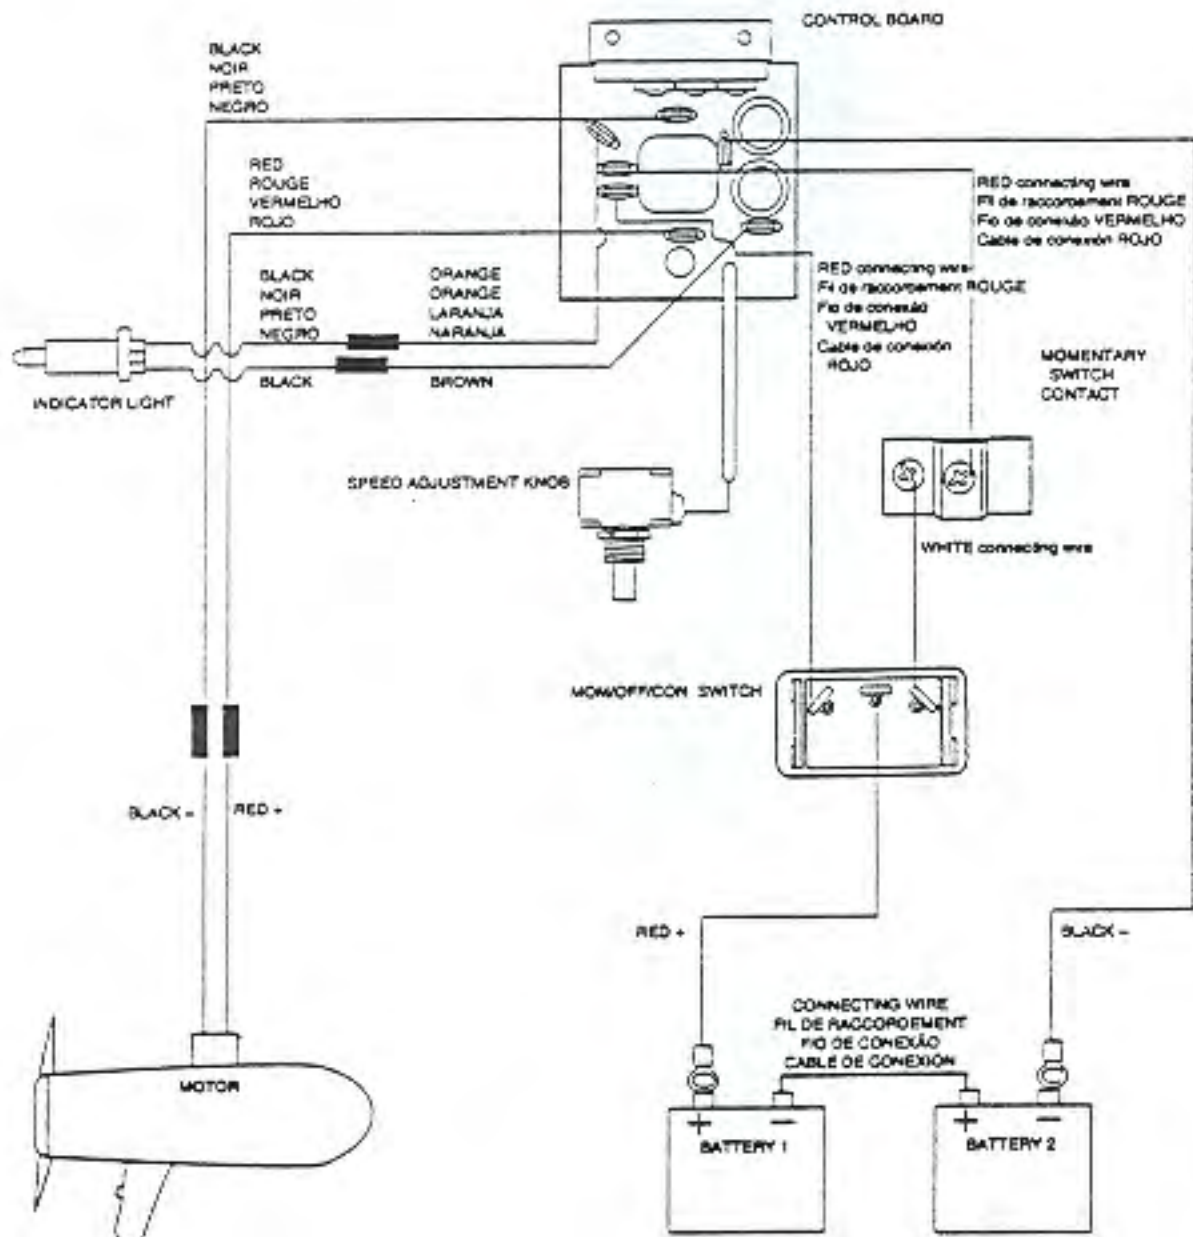 CONTROL BOARD
BLACK
NOIR
PRETO
NEGRO
RED
ROUGE
VERMELHO
ROJO
RED connecting wire
Fil de raccordement ROUGE
Fio de conexão VERMELHO
Cable de conexión ROJO
BLACK
NOIR
PRETO
NEGRO
ORANGE
ORANGE
LARANJA
NARANJA
RED connecting wire
Fil de raccordement ROUGE
Fio de conexão
VERMELHO
Cable de conexión
ROJO
MOMENTARY
SWITCH
CONTACT
BLACK
BROWN
INDICATOR LIGHT
SPEED ADJUSTMENT KNOB
WHITE connecting wire
MOM/OFF/CON SWITCH
BLACK -
RED +
RED +
BLACK -
CONNECTING WIRE
FIL DE RACCORDEMENT
FIO DE CONEXÃO
CABLE DE CONEXION
MOTOR
+ -
BATTERY 1
+ -
BATTERY 2